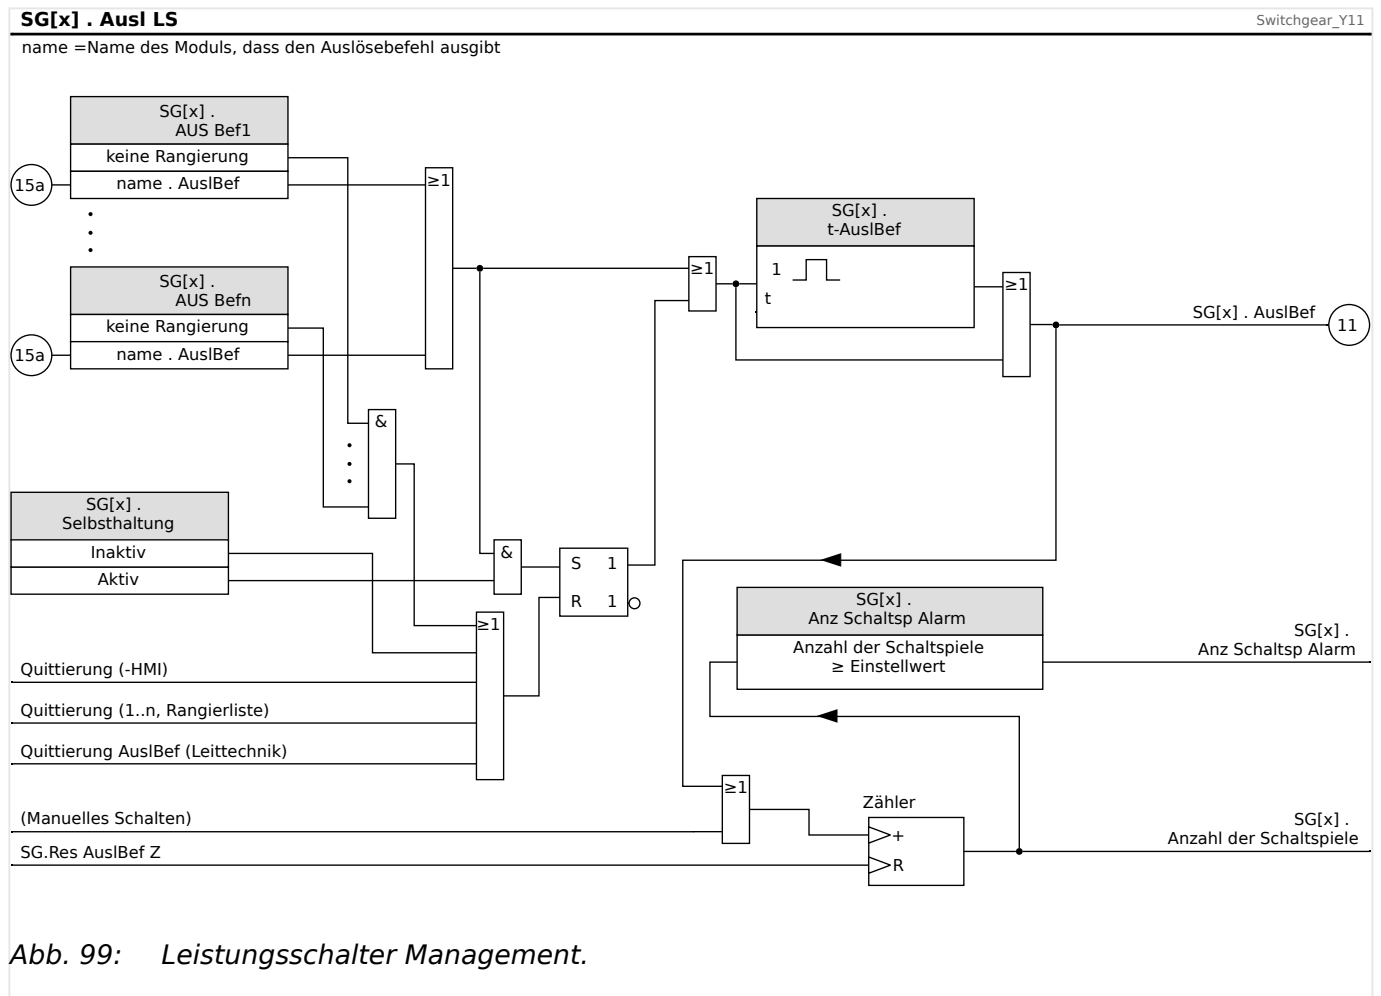 SG[x] . Ausl LS
Switchgear_Y11
name =Name des Moduls, dass den Auslösebefehl ausgibt
SG[x] .
AUS Bef1
keine Rangierung
15a
name . AuslBef
≥1
SG[x] .
t-AuslBef
1
t
≥1
≥1
SG[x] .
AUS Befn
keine Rangierung
15a
name . AuslBef
SG[x] . AuslBef
11
&
SG[x] .
Selbsthaltung
Inaktiv
Aktiv
&
S 1
R 1
≥1
SG[x] .
Anz Schaltsp Alarm
Anzahl der Schaltspiele
≥ Einstellwert
SG[x] .
Anz Schaltsp Alarm
Quittierung (-HMI)
Quittierung (1..n, Rangierliste)
Quittierung AuslBef (Leittechnik)
≥1
Zähler
(Manuelles Schalten)
+
SG[x] .
Anzahl der Schaltspiele
SG.Res AuslBef Z
R
Abb. 99: Leistungsschalter Management.